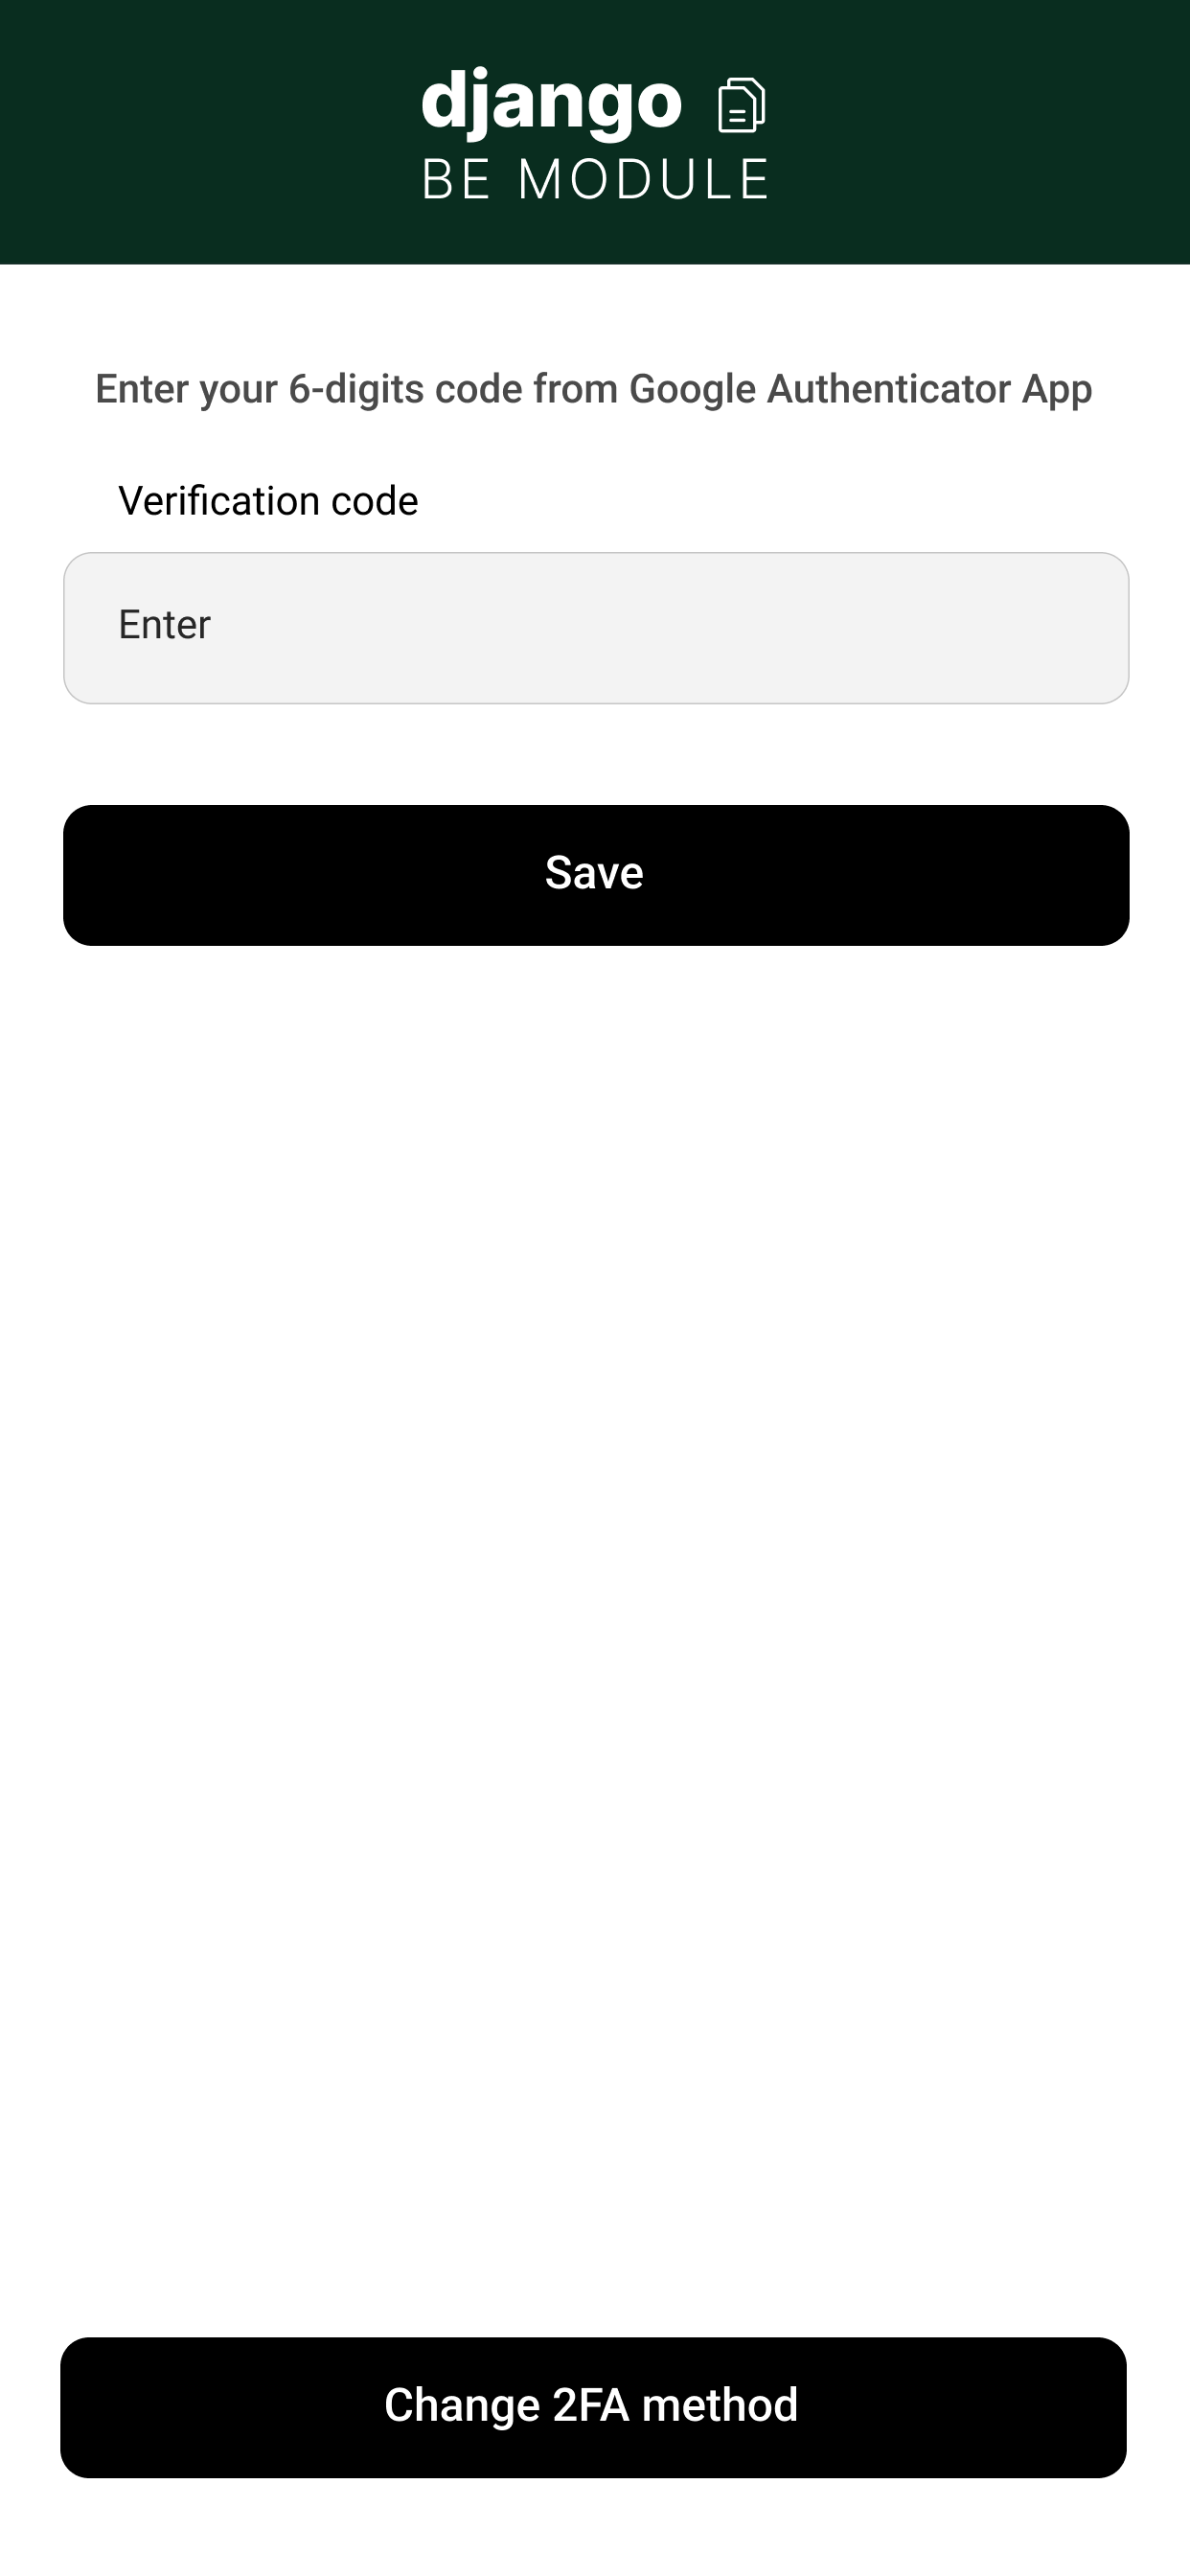 django
BE MODULE
Enter your 6-digits code from Google Authenticator App
Verification code
Enter
Save
Change 2FA method